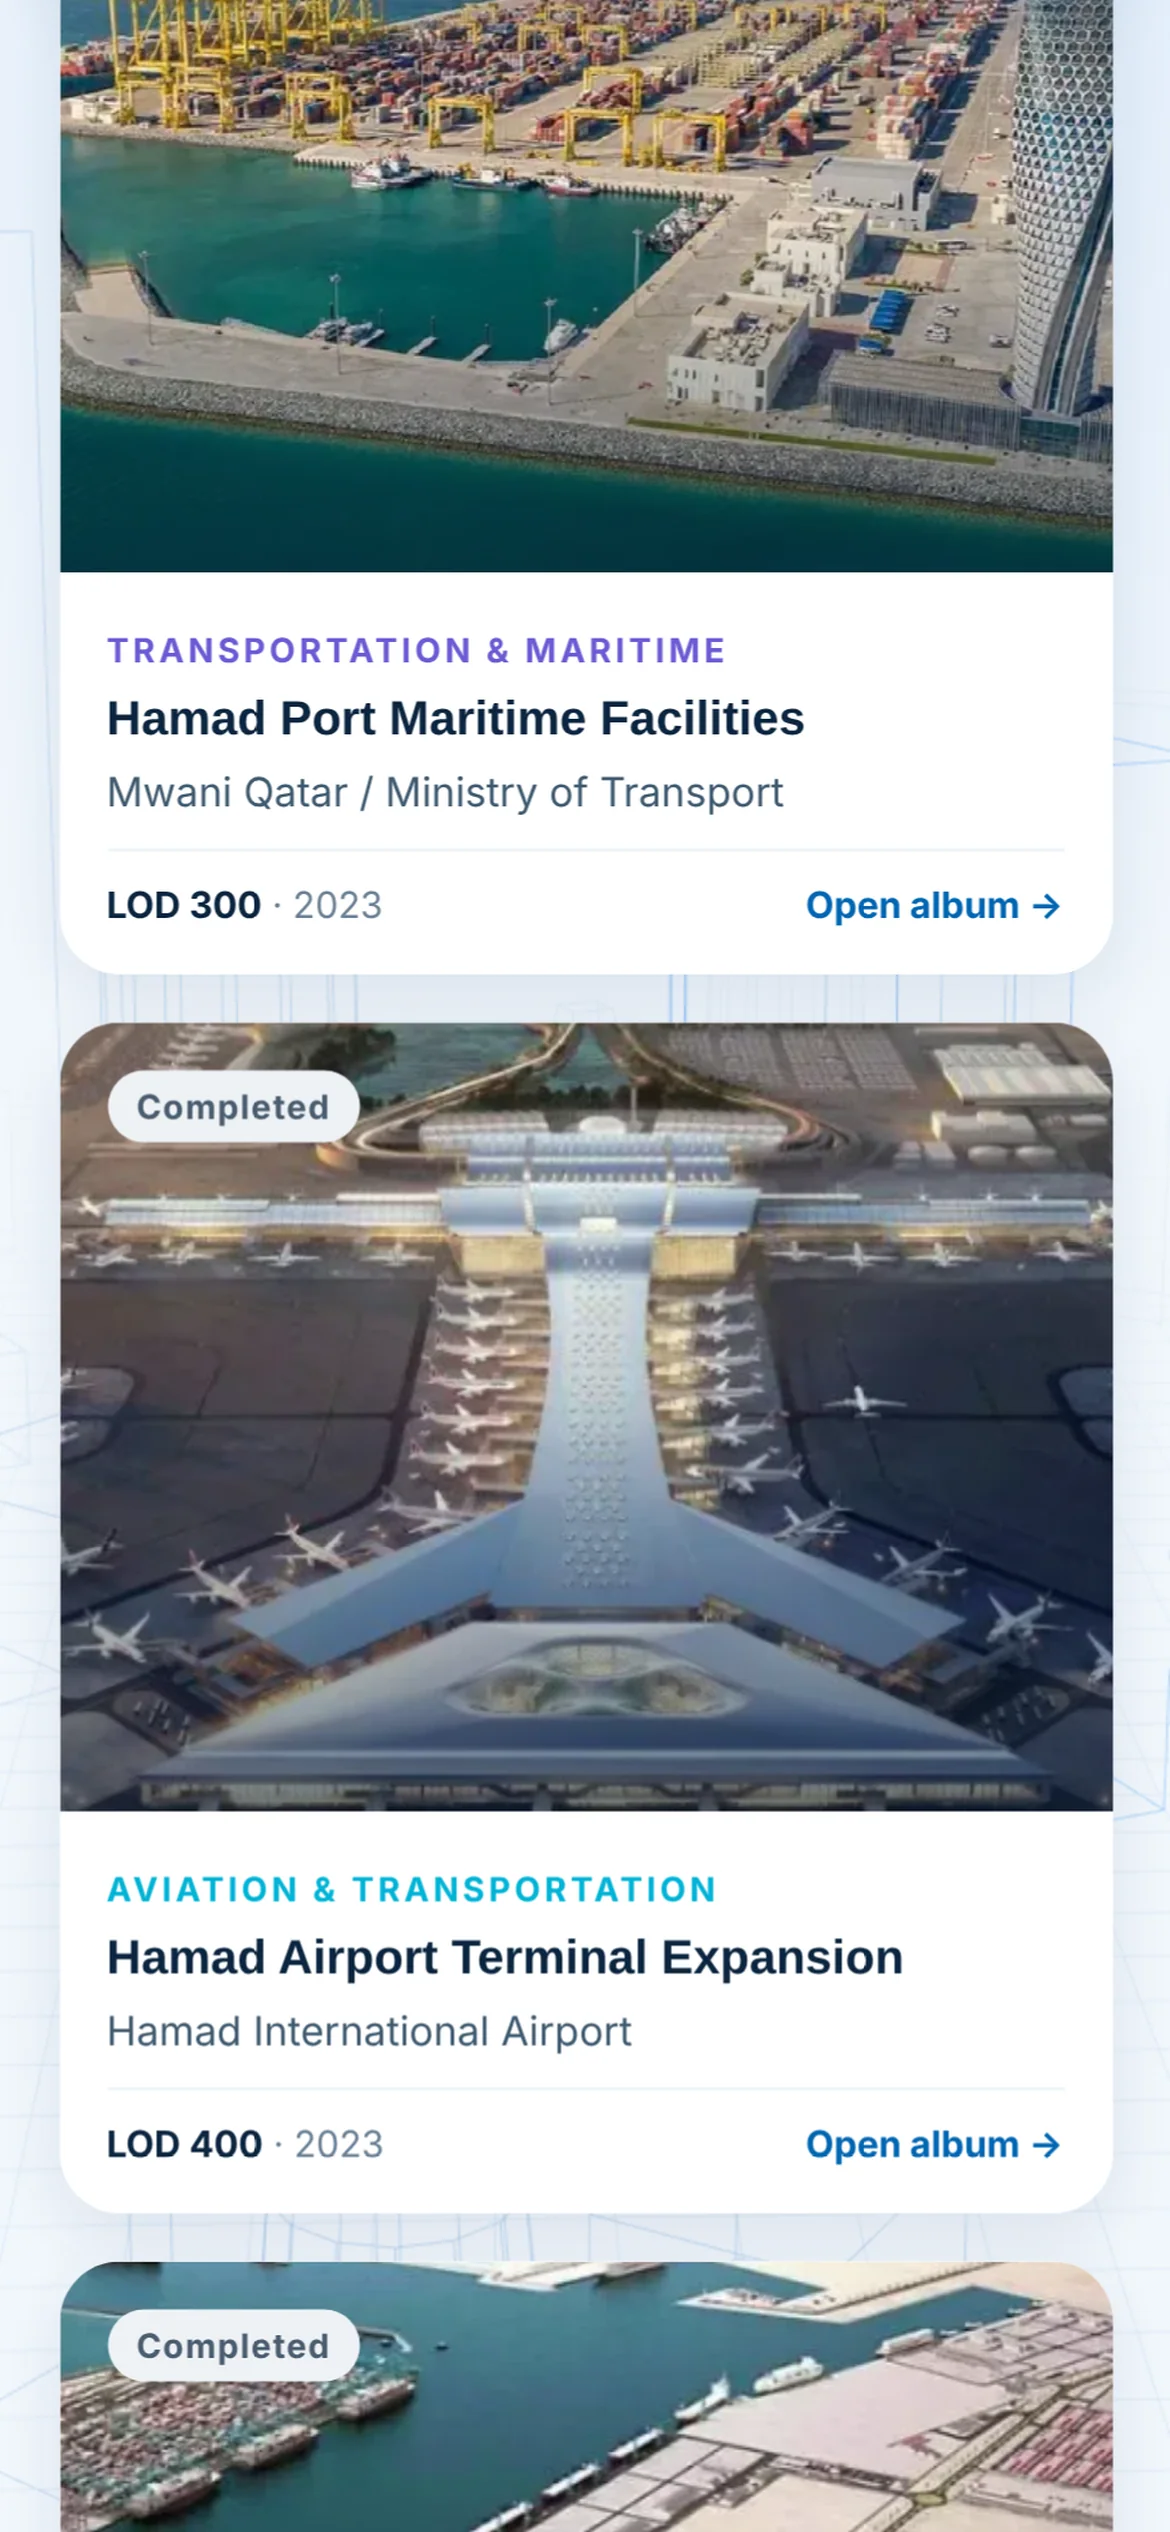 TRANSPORTATION & MARITIME
Hamad Port Maritime Facilities
Mwani Qatar / Ministry of Transport
LOD 300 · 2023
Open album →
Completed
AVIATION & TRANSPORTATION
Hamad Airport Terminal Expansion
Hamad International Airport
LOD 400 · 2023
Open album →
Completed